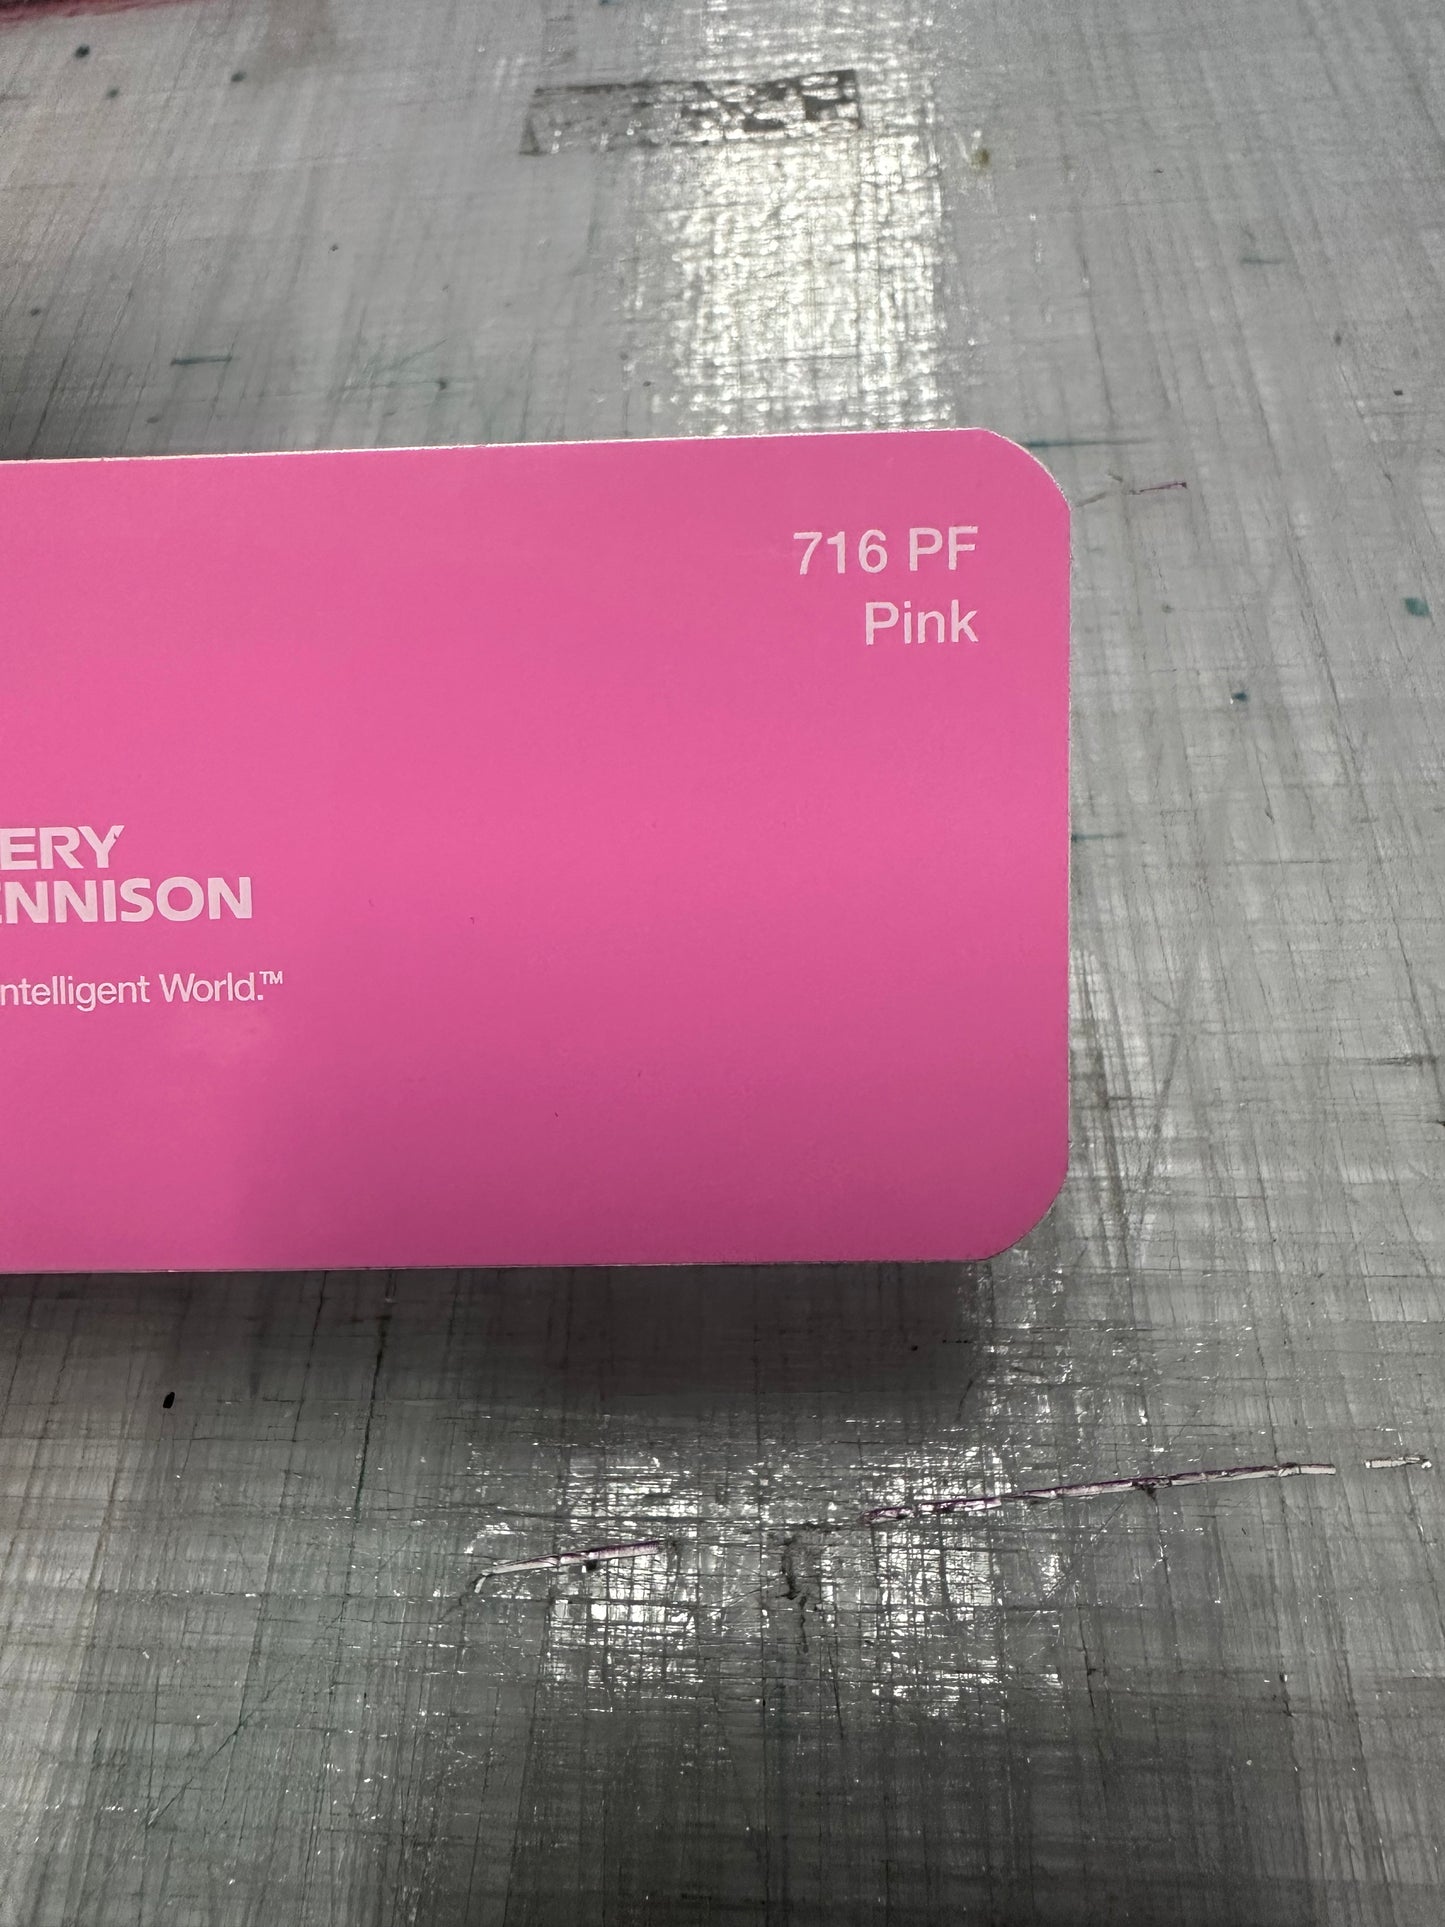 716 PF
Pink
ERY
ENNISON
ntelligent World.™